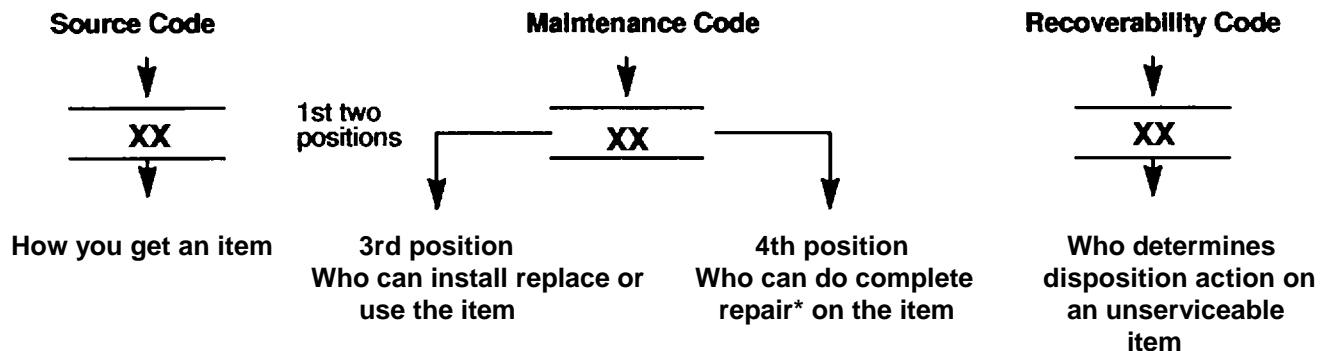 Source Code
Maintenance Code
Recoverability Code
XX
1st two
positions
XX
XX
How you get an item
3rd position
Who can install replace or
use the item
4th position
Who can do complete
repair* on the item
Who determines
disposition action on
an unserviceable
item